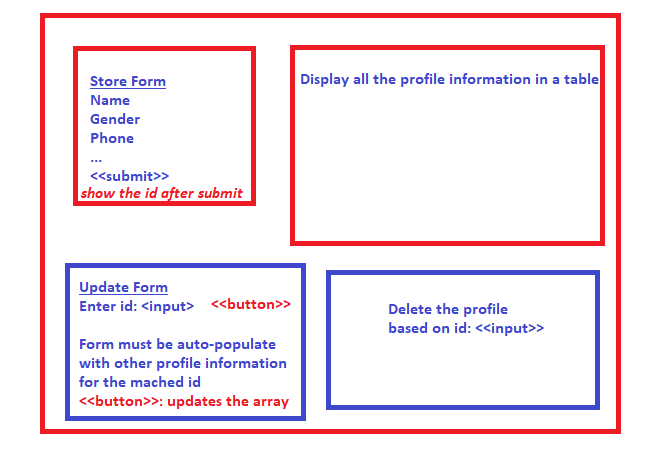 Store Form
Name
Gender
Phone
...
<<submit>>
show the id after submit
Display all the profile information in a table
Update Form
Enter id: <input> <<button>>
Form must be auto-populate
with other profile information
for the mached id
<<button>>: updates the array
Delete the profile
based on id: <<input>>